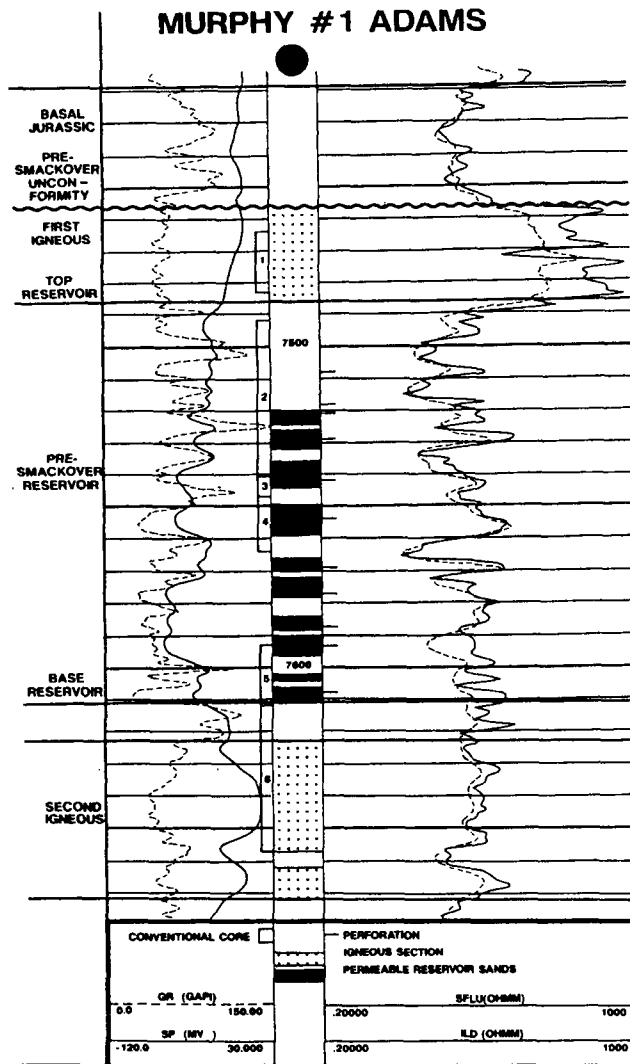 MURPHY #1 ADAMS
BASAL
JURASSIC
PRE-
SMACKOVER
UNCON-
FORMITY
FIRST
IGNEOUS
1
TOP
RESERVOIR
7500
2
PRE-
SMACKOVER
RESERVOIR
3
4
7600
5
BASE
RESERVOIR
6
SECOND
IGNEOUS
CONVENTIONAL CORE
PERFORATION
IGNEOUS SECTION
PERMEABLE RESERVOIR SANDS
GR (GAPI)
0.0 150.00
SP (MV)
-120.0 30.000
SFLU(OHMM)
.20000 1000
ILD (OHMM)
.20000 1000